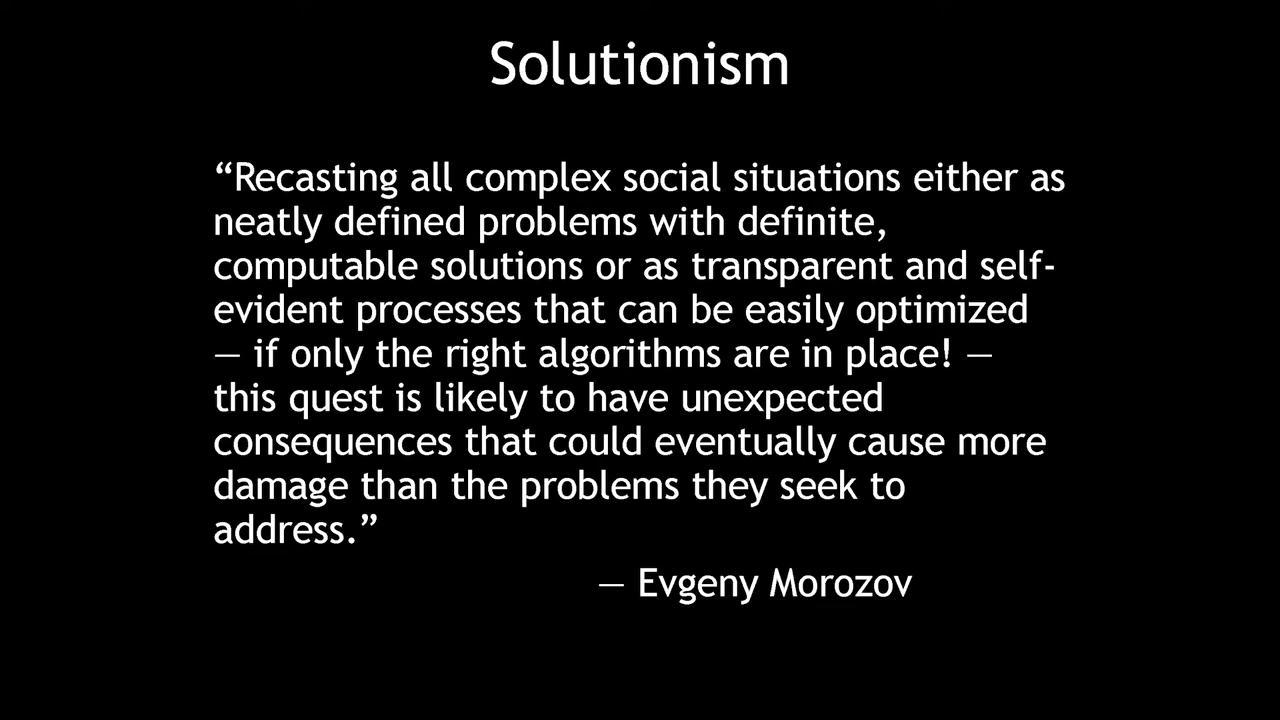 Solutionism
“Recasting all complex social situations either as
neatly defined problems with definite,
computable solutions or as transparent and self-
evident processes that can be easily optimized
— if only the right algorithms are in place! —
this quest is likely to have unexpected
consequences that could eventually cause more
damage than the problems they seek to
address.”
— Evgeny Morozov